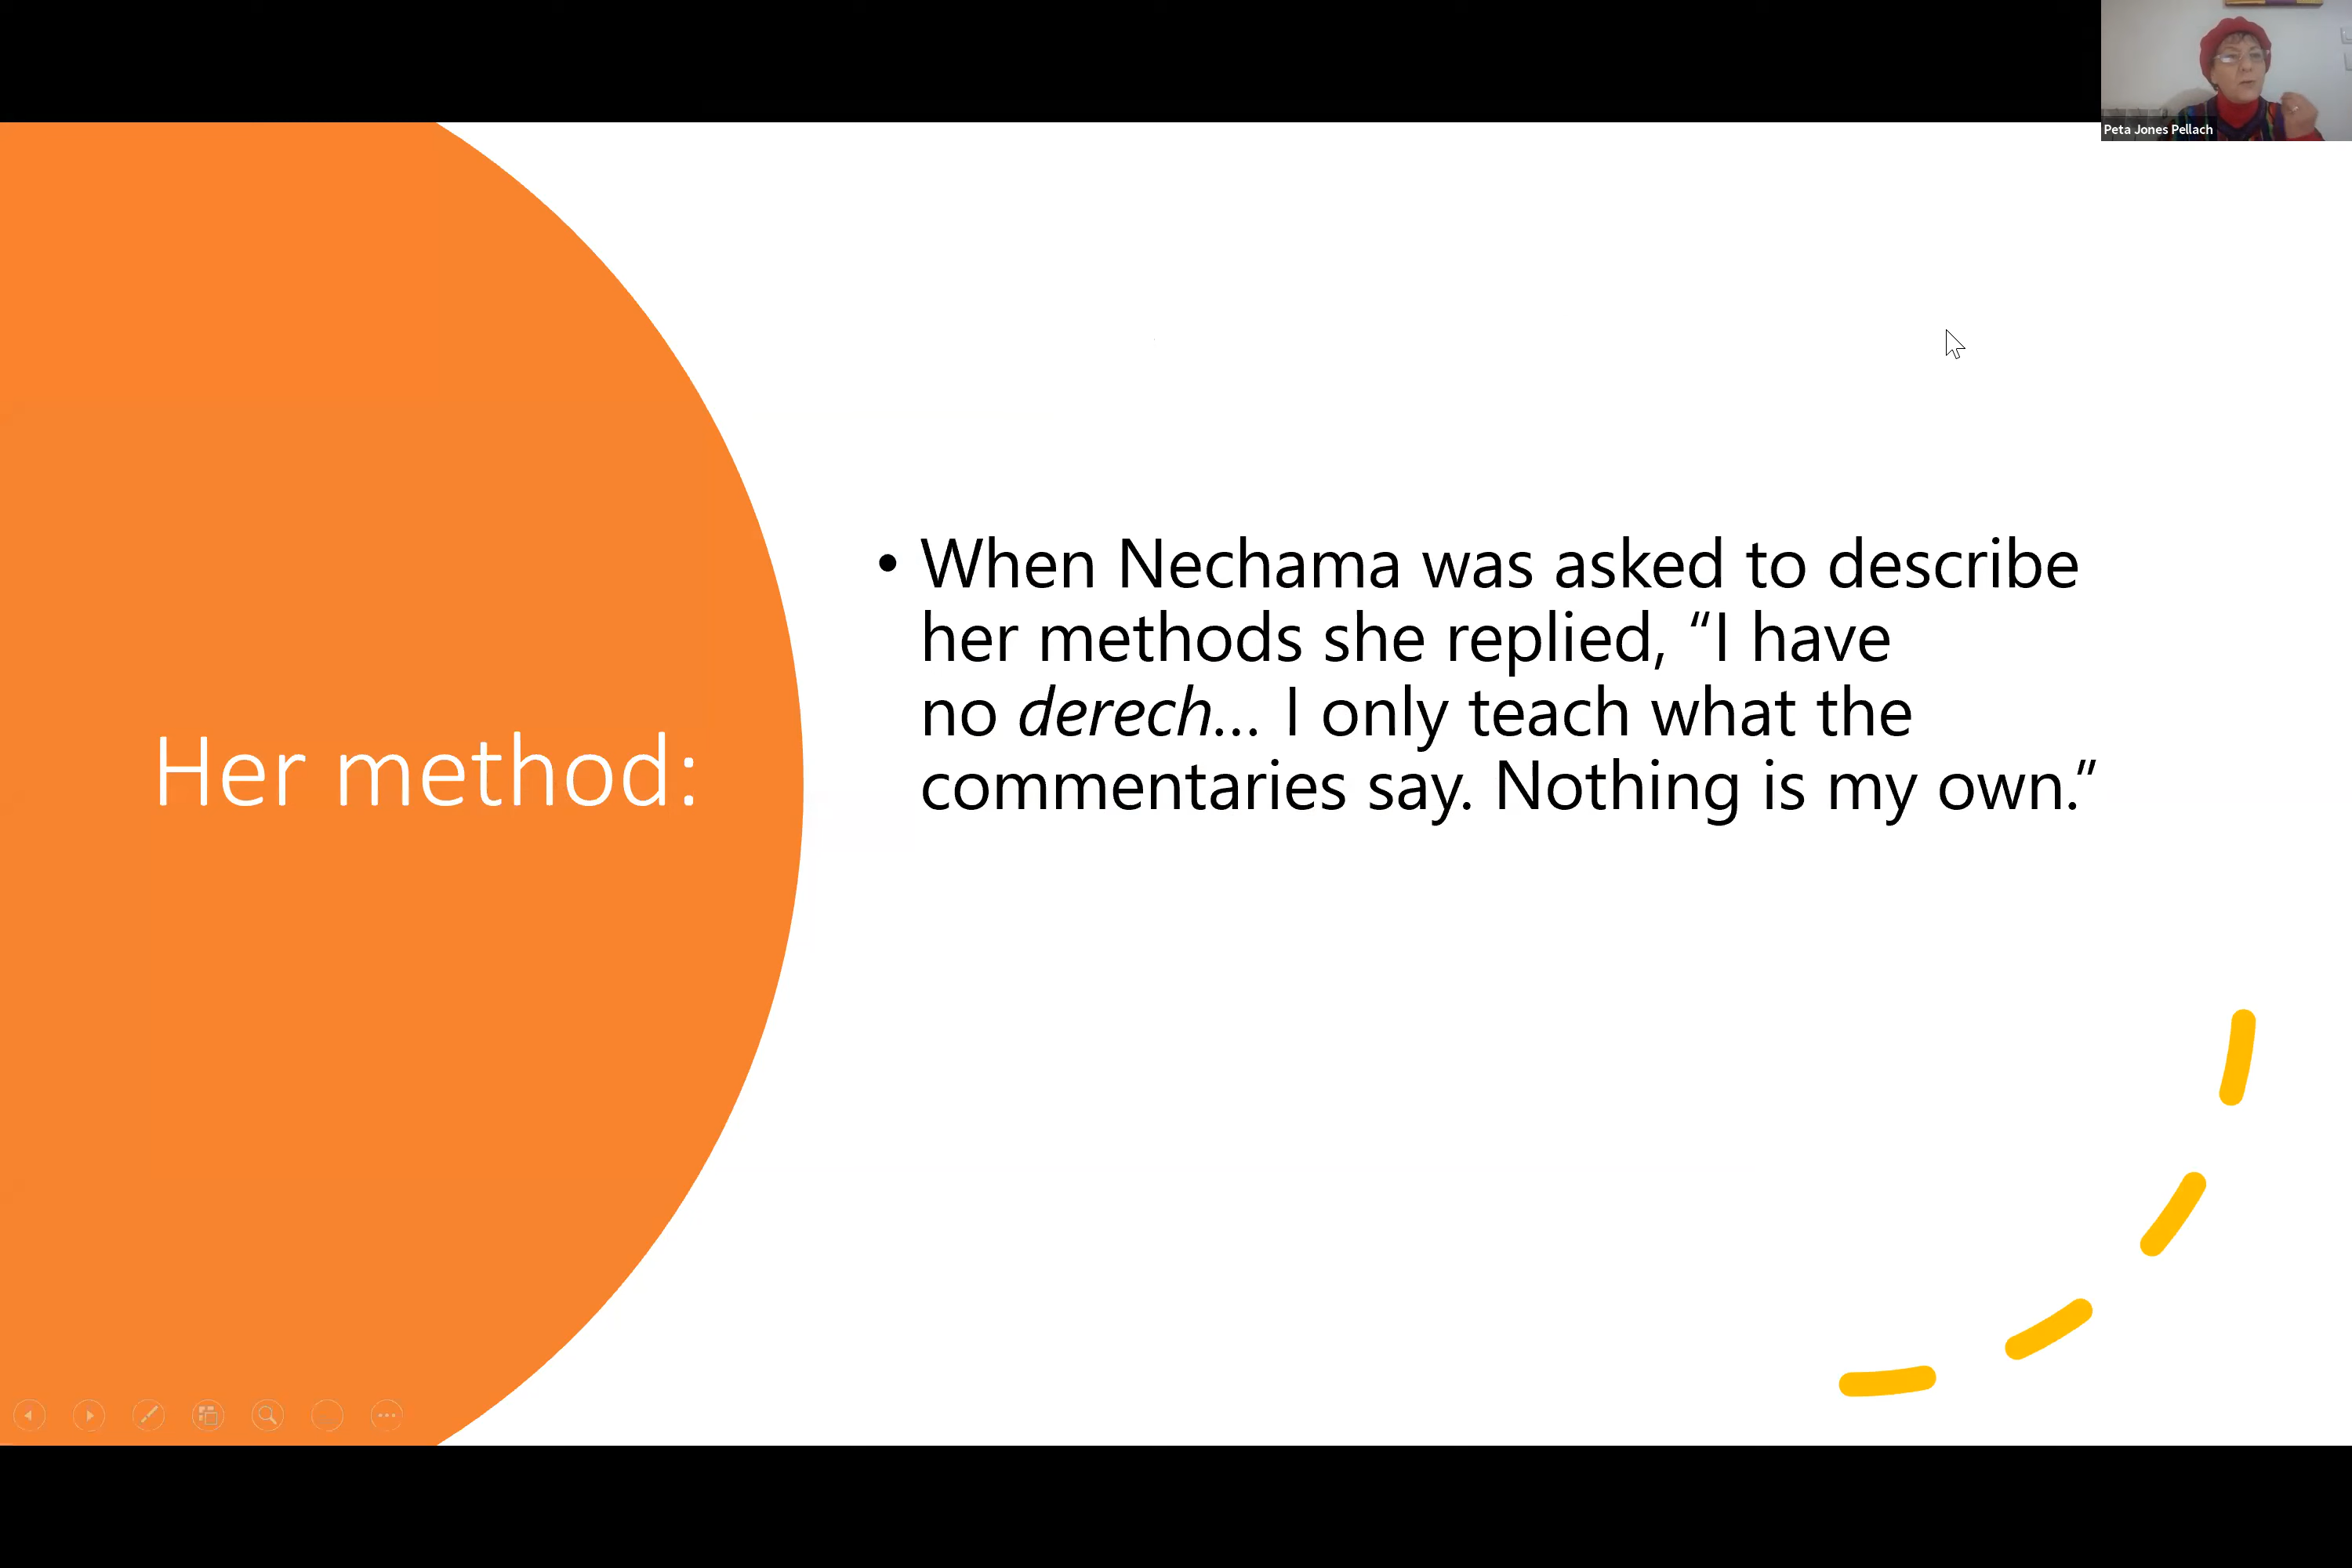 Peta Jones Pellach
Her method:
• When Nechama was asked to describe
her methods she replied, “I have
no derech… I only teach what the
commentaries say. Nothing is my own.”